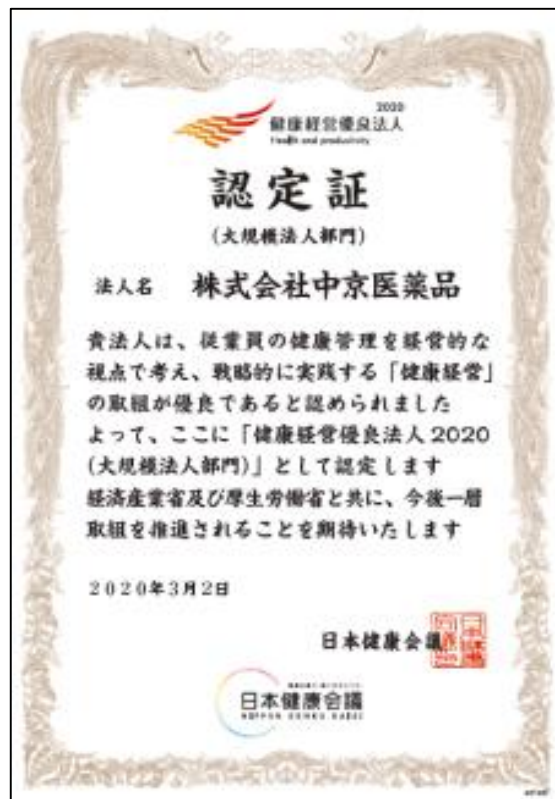 2020
健康経営優良法人
Health and productivity
認定証
(大規模法人部門)
法人名 株式会社中京医薬品
貴法人は、従業員の健康管理を経営的な
視点で考え、戦略的に実践する「健康経営」
の取組が優良であると認められました
よって、ここに「健康経営優良法人2020
(大規模法人部門)」として認定します
経済産業省及び厚生労働省と共に、今後一層
取組を推進されることを期待いたします
2020年3月2日
日本健康会議
日本健康会議
NIPPON KENKO KAIGI